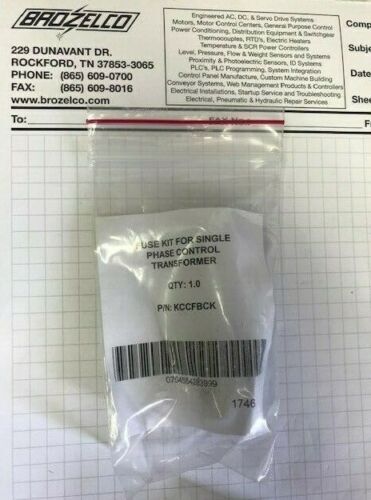 BROZELCO
229 DUNAVANT DR.
ROCKFORD, TN 37853-3065
PHONE: (865) 609-0700
FAX: (865) 609-8016
www.brozelco.com
Engineered AC, DC, & Servo Drive Systems
Motors, Motor Control Centers, General Purpose Control
Power Conditioning, Distribution Equipment & Switchgear
Thermocouples, RTD's, Electric Heaters
Temperature & SCR Power Controllers
Level, Pressure, Flow & Weight Sensors and Systems
Proximity & Photoelectric Sensors, ID Systems
PLC's, PLC Programming, System Integration
Control Panel Manufacture, Custom Machine Building
Conveyor Systems, Web Management Products & Controllers
Electrical Installations, Startup Service and Troubleshooting
Electrical, Pneumatic & Hydraulic Repair Services
Comp
Subje
Date
Shee
To:
F
FUSE KIT FOR SINGLE
PHASE CONTROL
TRANSFORMER
QTY: 1.0
P/N: KCCFBCK
1746